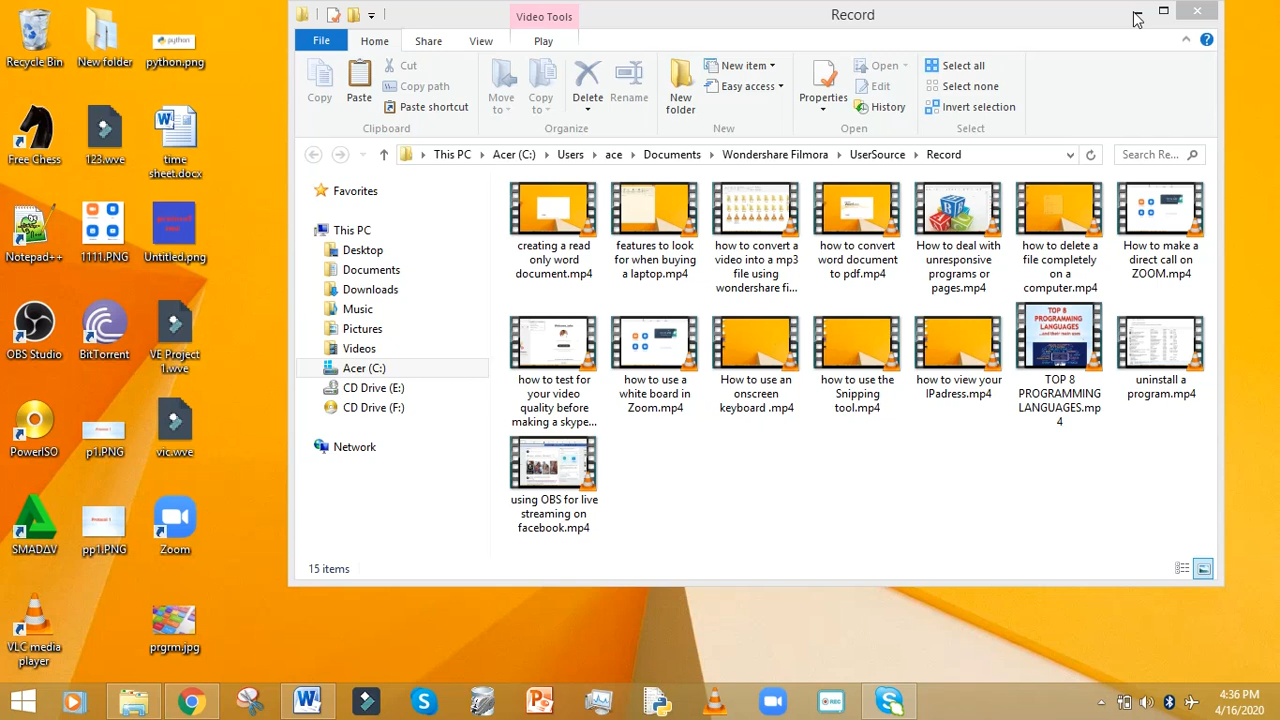 Video Tools
Record
File
Home
Share
View
Play
Copy
Paste
Cut
Copy path
Paste shortcut
Clipboard
Move
to
Copy
to
Delete
Rename
Organize
New
folder
New item
Easy access
New
Properties
Open
Edit
History
Open
Select all
Select none
Invert selection
Select
This PC
Acer (C:)
Users
ace
Documents
Wondershare Filmora
UserSource
Record
Search Re...
Favorites
This PC
Desktop
Documents
Downloads
Music
Pictures
Videos
Acer (C:)
CD Drive (E:)
CD Drive (F:)
Network
creating a read
only word
document.mp4
features to look
for when buying
a laptop.mp4
how to convert a
video into a mp3
file using
wondershare fi...
how to convert
word document
to pdf.mp4
How to deal with
unresponsive
programs or
pages.mp4
how to delete a
file completely
on a
computer.mp4
How to make a
direct call on
ZOOM.mp4
how to test for
your video
quality before
making a skype...
how to use a
white board in
Zoom.mp4
How to use an
onscreen
keyboard .mp4
how to use the
Snipping
tool.mp4
how to view your
IPadress.mp4
TOP 8
PROGRAMMING
LANGUAGES
TOP 8
PROGRAMMING
LANGUAGES.mp
4
uninstall a
program.mp4
using OBS for live
streaming on
facebook.mp4
15 items
Recycle Bin
New folder
python
python.png
Free Chess
123.wve
time
sheet.docx
Notepad++
1111.PNG
Untitled.png
OBS Studio
BitTorrent
VE Project
1.wve
PowerISO
p1.PNG
vic.wve
SMADΔV
pp1.PNG
Zoom
VLC media
player
prgrm.jpg
REC
4:36 PM
4/16/2020